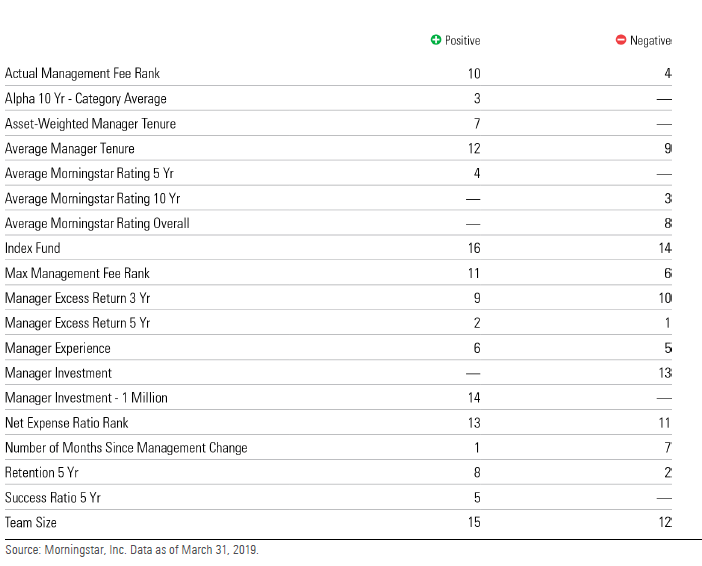 Positive Negative
Actual Management Fee Rank 10 4
Alpha 10 Yr - Category Average 3 —
Asset-Weighted Manager Tenure 7 —
Average Manager Tenure 12 9
Average Morningstar Rating 5 Yr 4 —
Average Morningstar Rating 10 Yr — 3
Average Morningstar Rating Overall — 8
Index Fund 16 14
Max Management Fee Rank 11 6
Manager Excess Return 3 Yr 9 10
Manager Excess Return 5 Yr 2 1
Manager Experience 6 5
Manager Investment — 13
Manager Investment - 1 Million 14 —
Net Expense Ratio Rank 13 11
Number of Months Since Management Change 1 7
Retention 5 Yr 8 2
Success Ratio 5 Yr 5 —
Team Size 15 12
Source: Morningstar, Inc. Data as of March 31, 2019.